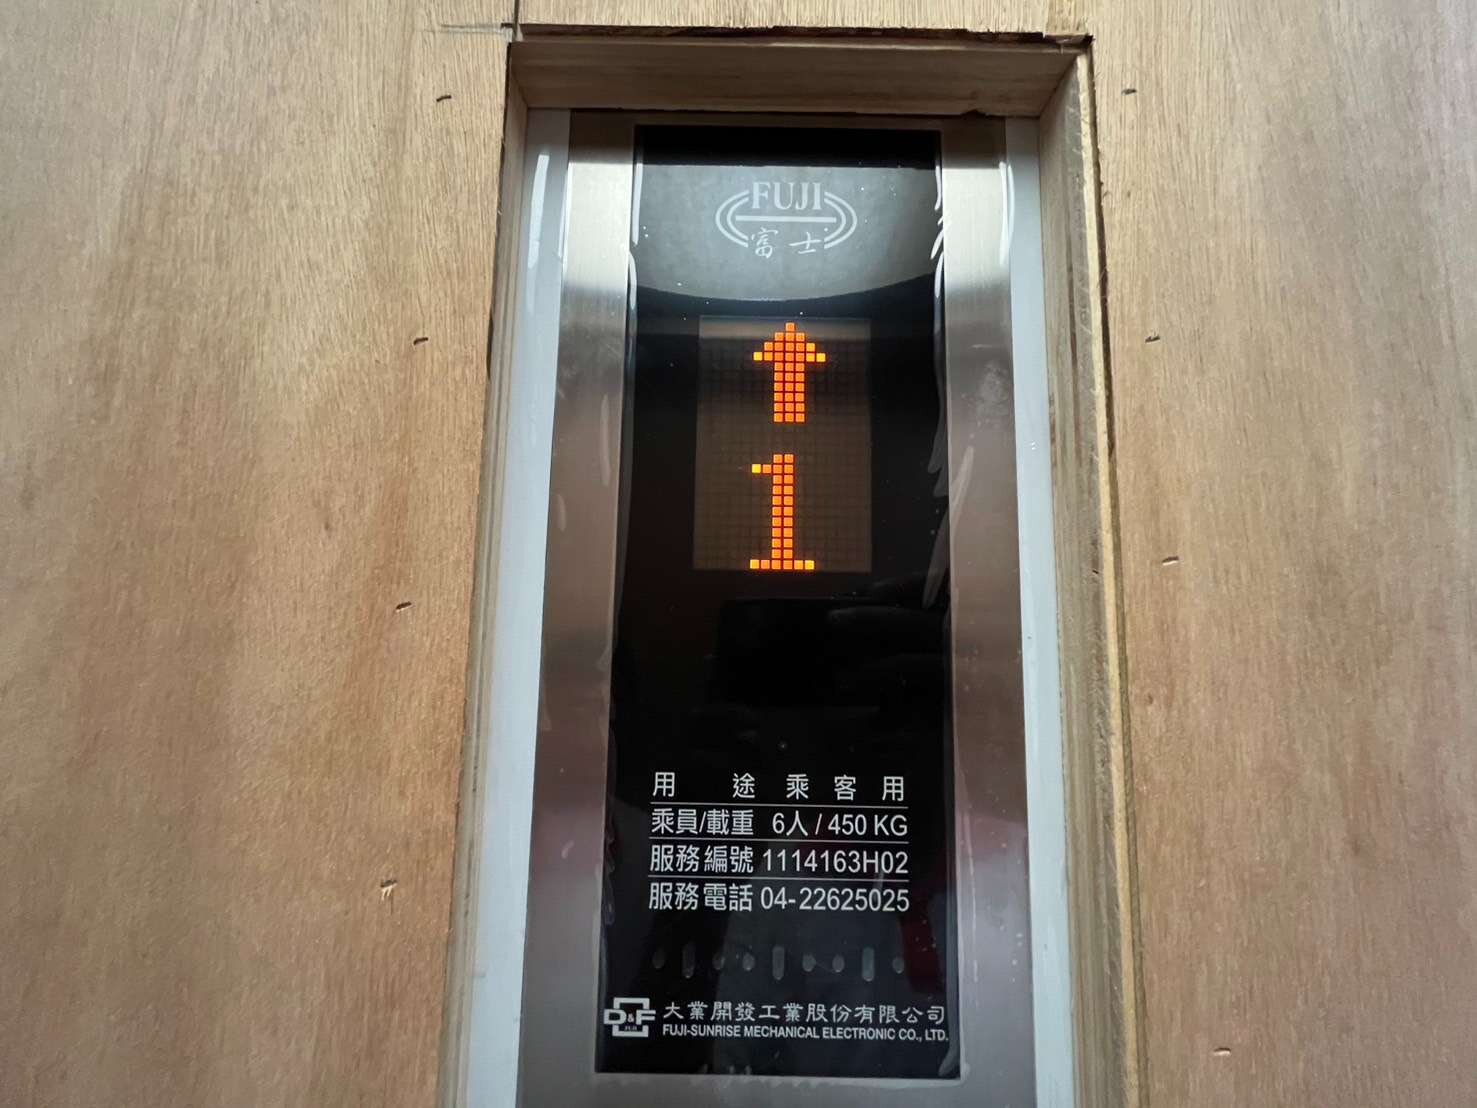 FUJI
富士
1
用 途 乘 客 用
乘員/載重 6人/450 KG
服務編號 1114163H02
服務電話 04-22625025
D&F 大業開發工業股份有限公司
FUJI FUJI-SUNRISE MECHANICAL ELECTRONIC CO., LTD.